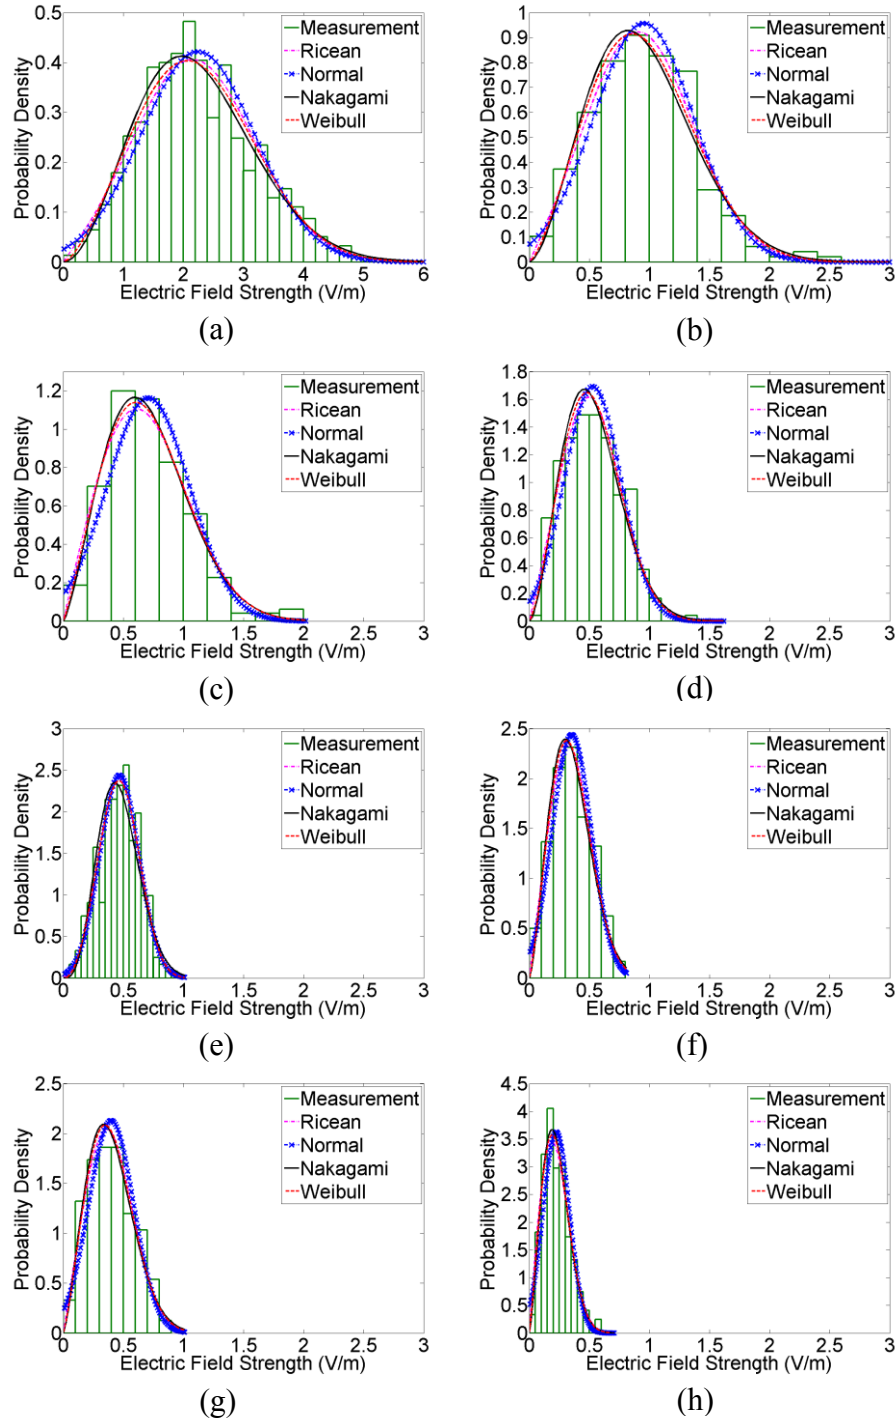 Probability Density
0.5
0.4
0.3
0.2
0.1
0
Measurement
Ricean
Normal
Nakagami
Weibull
0 1 2 3 4 5 6
Electric Field Strength (V/m)
(a)
Probability Density
1
0.9
0.8
0.7
0.6
0.5
0.4
0.3
0.2
0.1
0
Measurement
Ricean
Normal
Nakagami
Weibull
0 0.5 1 1.5 2 2.5 3
Electric Field Strength (V/m)
(b)
Probability Density
1.2
1
0.8
0.6
0.4
0.2
0
Measurement
Ricean
Normal
Nakagami
Weibull
0 0.5 1 1.5 2 2.5 3
Electric Field Strength (V/m)
(c)
Probability Density
1.8
1.6
1.4
1.2
1
0.8
0.6
0.4
0.2
0
Measurement
Ricean
Normal
Nakagami
Weibull
0 0.5 1 1.5 2 2.5 3
Electric Field Strength (V/m)
(d)
Probability Density
3
2.5
2
1.5
1
0.5
0
Measurement
Ricean
Normal
Nakagami
Weibull
0 0.5 1 1.5 2 2.5 3
Electric Field Strength (V/m)
(e)
Probability Density
2.5
2
1.5
1
0.5
0
Measurement
Ricean
Normal
Nakagami
Weibull
0 0.5 1 1.5 2 2.5 3
Electric Field Strength (V/m)
(f)
Probability Density
2.5
2
1.5
1
0.5
0
Measurement
Ricean
Normal
Nakagami
Weibull
0 0.5 1 1.5 2 2.5 3
Electric Field Strength (V/m)
(g)
Probability Density
4.5
4
3.5
3
2.5
2
1.5
1
0.5
0
Measurement
Ricean
Normal
Nakagami
Weibull
0 0.5 1 1.5 2 2.5 3
Electric Field Strength (V/m)
(h)